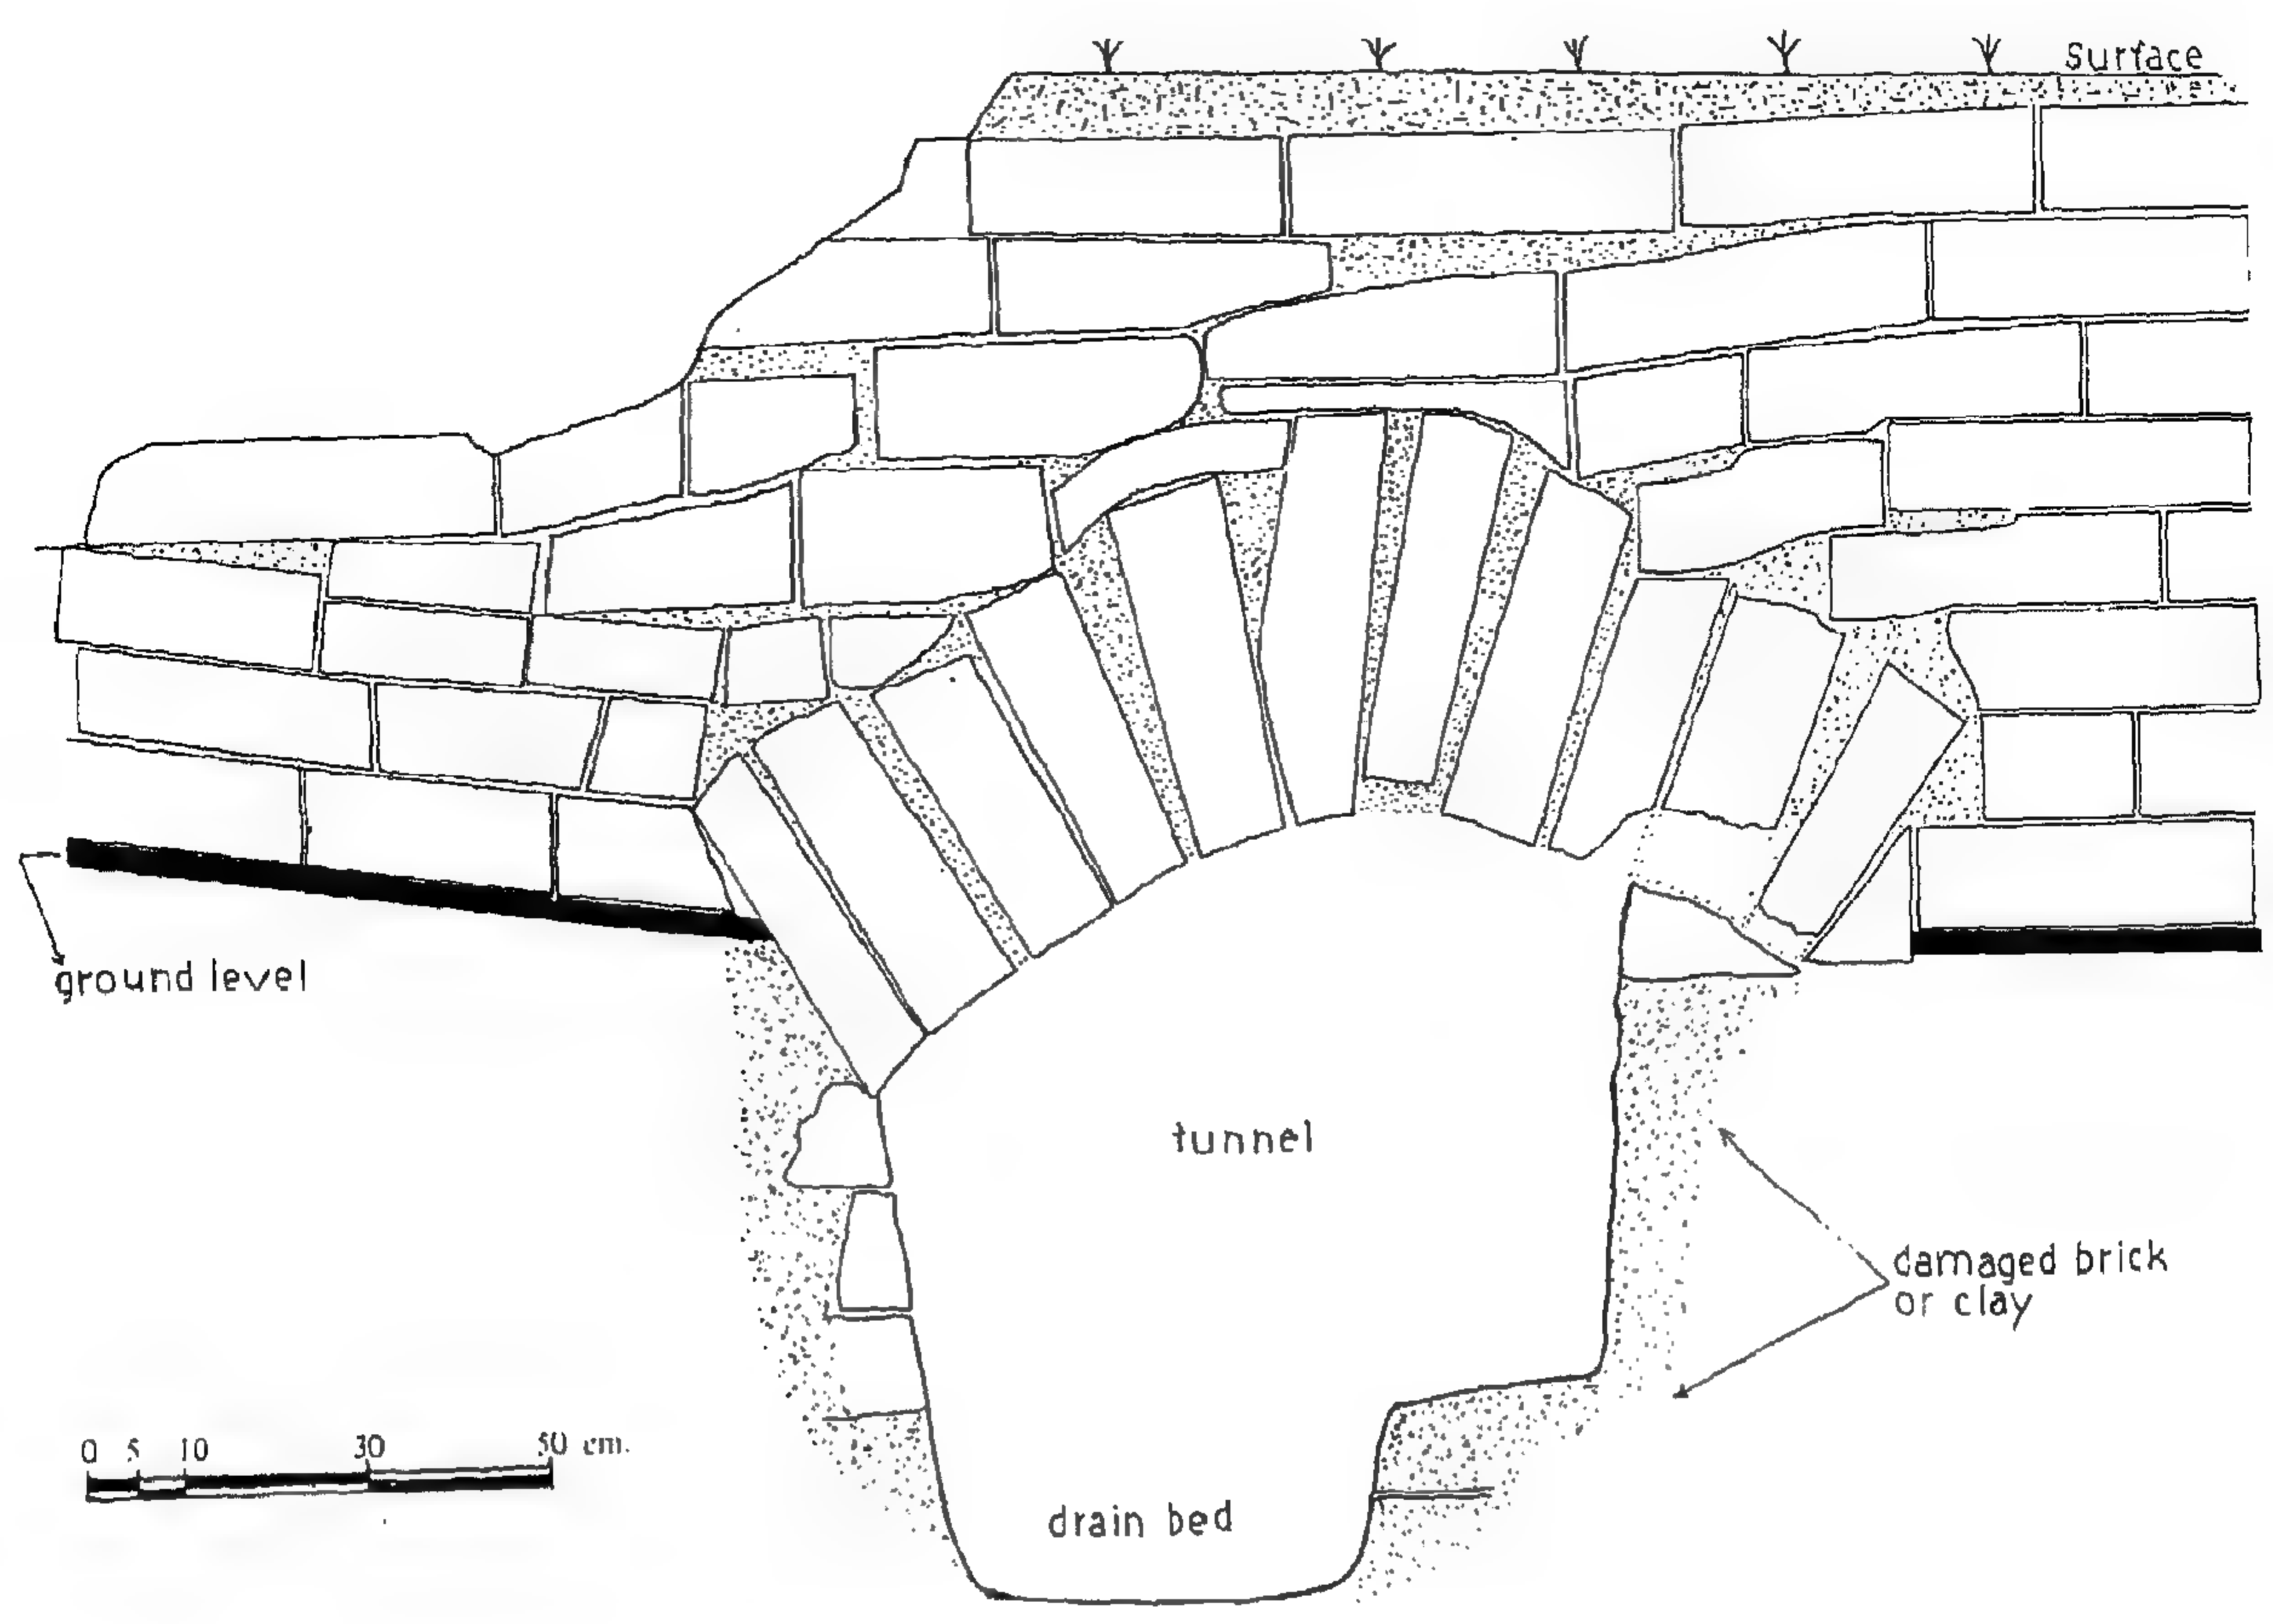 Surface
ground level
tunnel
damaged brick
or clay
0 5 10 30 50 cm.
drain bed